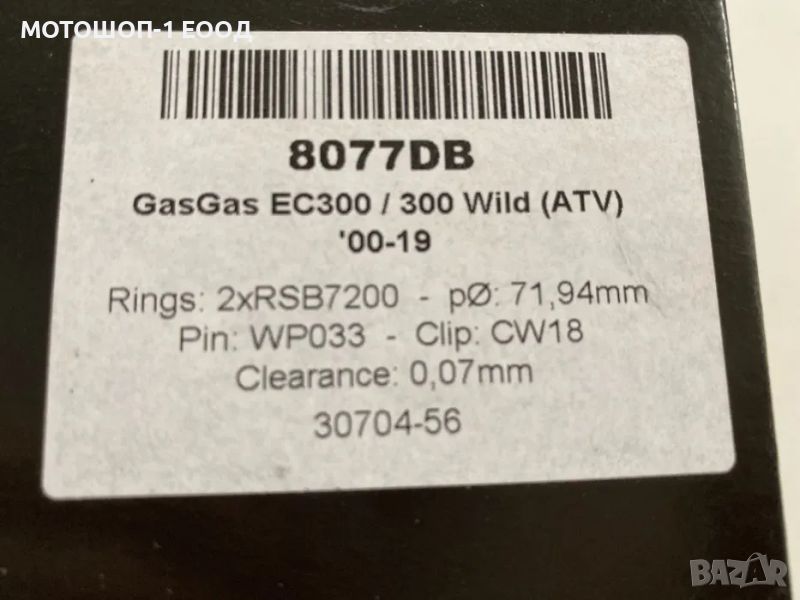 МОТОШОП-1 ЕООД
8077DB
GasGas EC300 / 300 Wild (ATV)
'00-19
Rings: 2xRSB7200 - pØ: 71,94mm
Pin: WP033 - Clip: CW18
Clearance: 0,07mm
30704-56
BAZAR